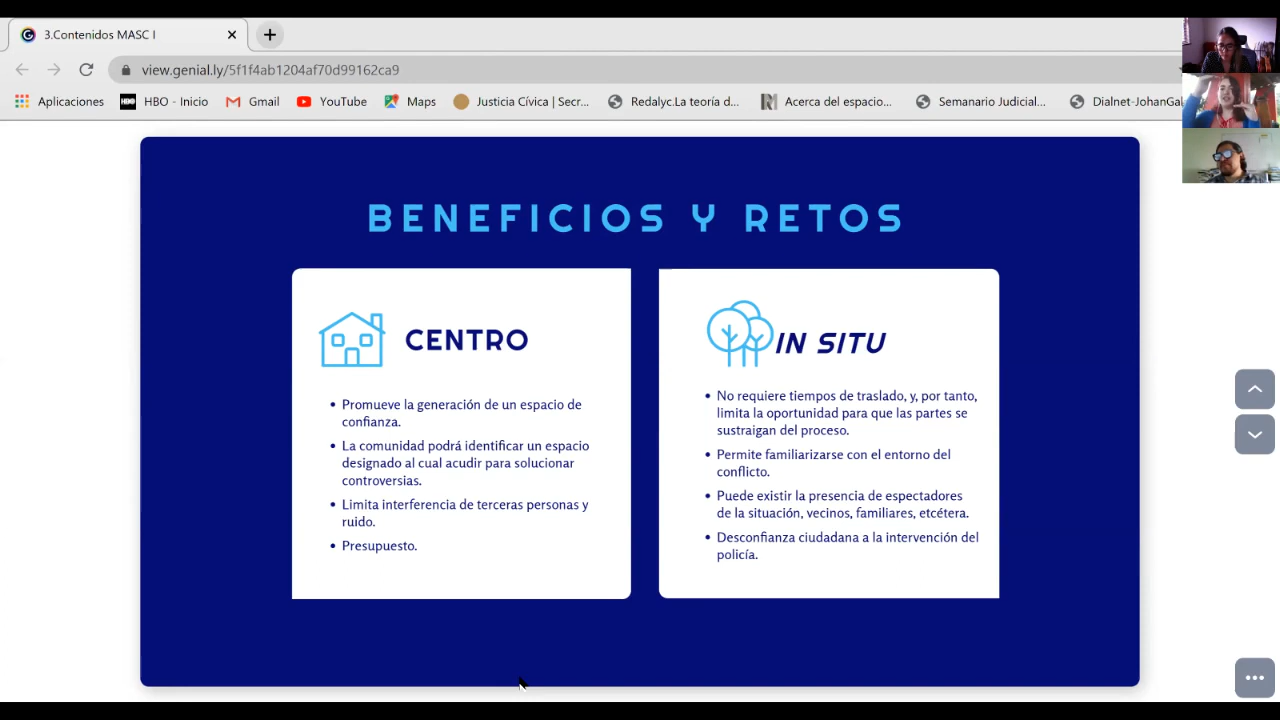 3.Contenidos MASC I
view.genial.ly/5f1f4ab1204af70d99162ca9
Aplicaciones
HBO
HBO - Inicio
Gmail
YouTube
Maps
Justicia Cívica | Secr...
Redalyc.La teoría d...
Acerca del espacio...
Semanario Judicial...
Dialnet-JohanGal
BENEFICIOS Y RETOS
CENTRO
• Promueve la generación de un espacio de
confianza.
• La comunidad podrá identificar un espacio
designado al cual acudir para solucionar
controversias.
• Limita interferencia de terceras personas y
ruido.
• Presupuesto.
IN SITU
• No requiere tiempos de traslado, y, por tanto,
limita la oportunidad para que las partes se
sustraigan del proceso.
• Permite familiarizarse con el entorno del
conflicto.
• Puede existir la presencia de espectadores
de la situación, vecinos, familiares, etcétera.
• Desconfianza ciudadana a la intervención del
policía.